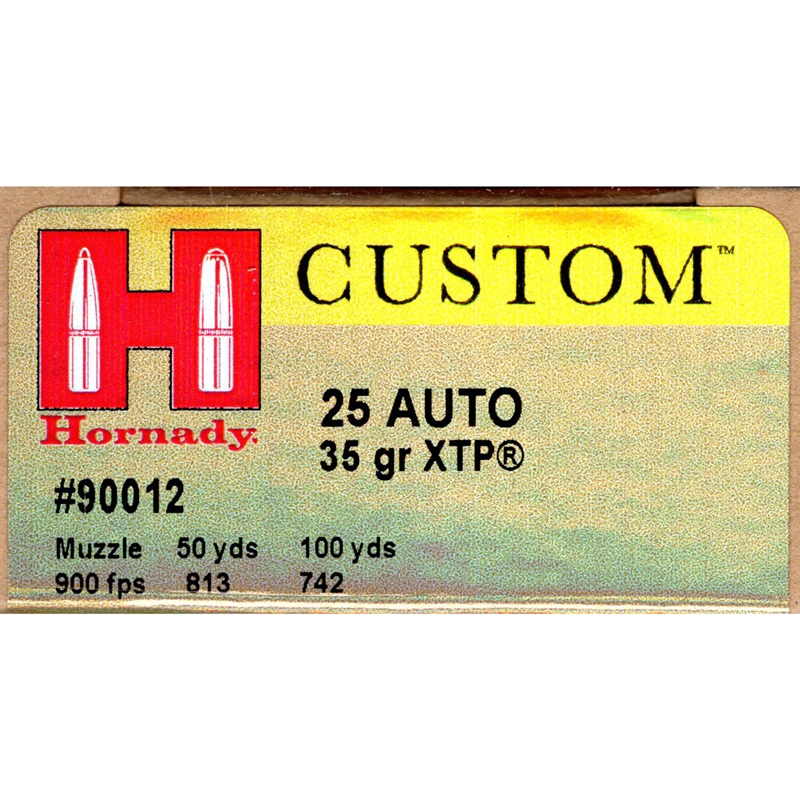 CUSTOM™
Hornady.
25 AUTO
35 gr XTP®
#90012
Muzzle 50 yds 100 yds
900 fps 813 742